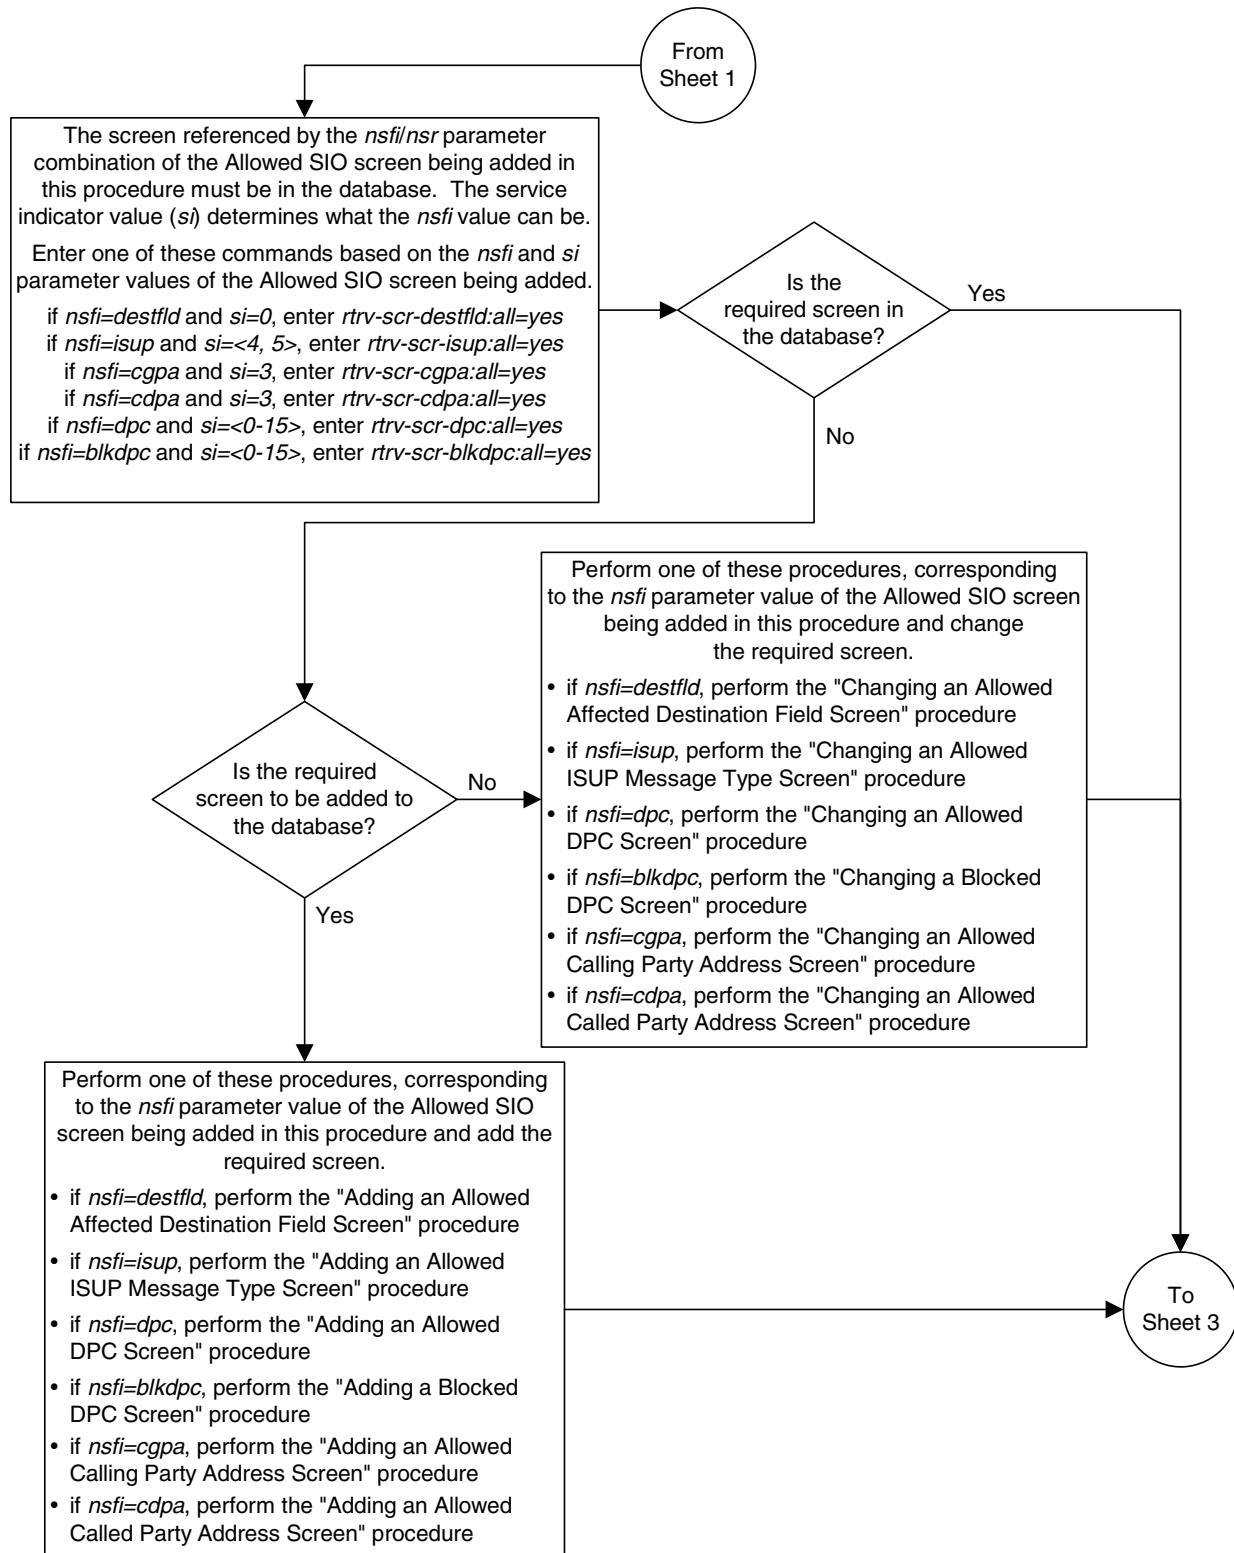 From
Sheet 1
The screen referenced by the nsfi/nsr parameter
combination of the Allowed SIO screen being added in
this procedure must be in the database.  The service
indicator value (si) determines what the nsfi value can be.
Enter one of these commands based on the nsfi and si
parameter values of the Allowed SIO screen being added.
if nsfi=destfld and si=0, enter rtrv-scr-destfld:all=yes
if nsfi=isup and si=<4, 5>, enter rtrv-scr-isup:all=yes
if nsfi=cgpa and si=3, enter rtrv-scr-cgpa:all=yes
if nsfi=cdpa and si=3, enter rtrv-scr-cdpa:all=yes
if nsfi=dpc and si=<0-15>, enter rtrv-scr-dpc:all=yes
if nsfi=blkdpc and si=<0-15>, enter rtrv-scr-blkdpc:all=yes
Is the
required screen in
the database?
Yes
No
Perform one of these procedures, corresponding
to the nsfi parameter value of the Allowed SIO screen
being added in this procedure and change
the required screen.
• if nsfi=destfld, perform the "Changing an Allowed
Affected Destination Field Screen" procedure
• if nsfi=isup, perform the "Changing an Allowed
ISUP Message Type Screen" procedure
• if nsfi=dpc, perform the "Changing an Allowed
DPC Screen" procedure
• if nsfi=blkdpc, perform the "Changing a Blocked
DPC Screen" procedure
• if nsfi=cgpa, perform the "Changing an Allowed
Calling Party Address Screen" procedure
• if nsfi=cdpa, perform the "Changing an Allowed
Called Party Address Screen" procedure
Is the required
screen to be added to
the database?
No
Yes
Perform one of these procedures, corresponding
to the nsfi parameter value of the Allowed SIO
screen being added in this procedure and add the
required screen.
• if nsfi=destfld, perform the "Adding an Allowed
Affected Destination Field Screen" procedure
• if nsfi=isup, perform the "Adding an Allowed
ISUP Message Type Screen" procedure
• if nsfi=dpc, perform the "Adding an Allowed
DPC Screen" procedure
• if nsfi=blkdpc, perform the "Adding a Blocked
DPC Screen" procedure
• if nsfi=cgpa, perform the "Adding an Allowed
Calling Party Address Screen" procedure
• if nsfi=cdpa, perform the "Adding an Allowed
Called Party Address Screen" procedure
To
Sheet 3